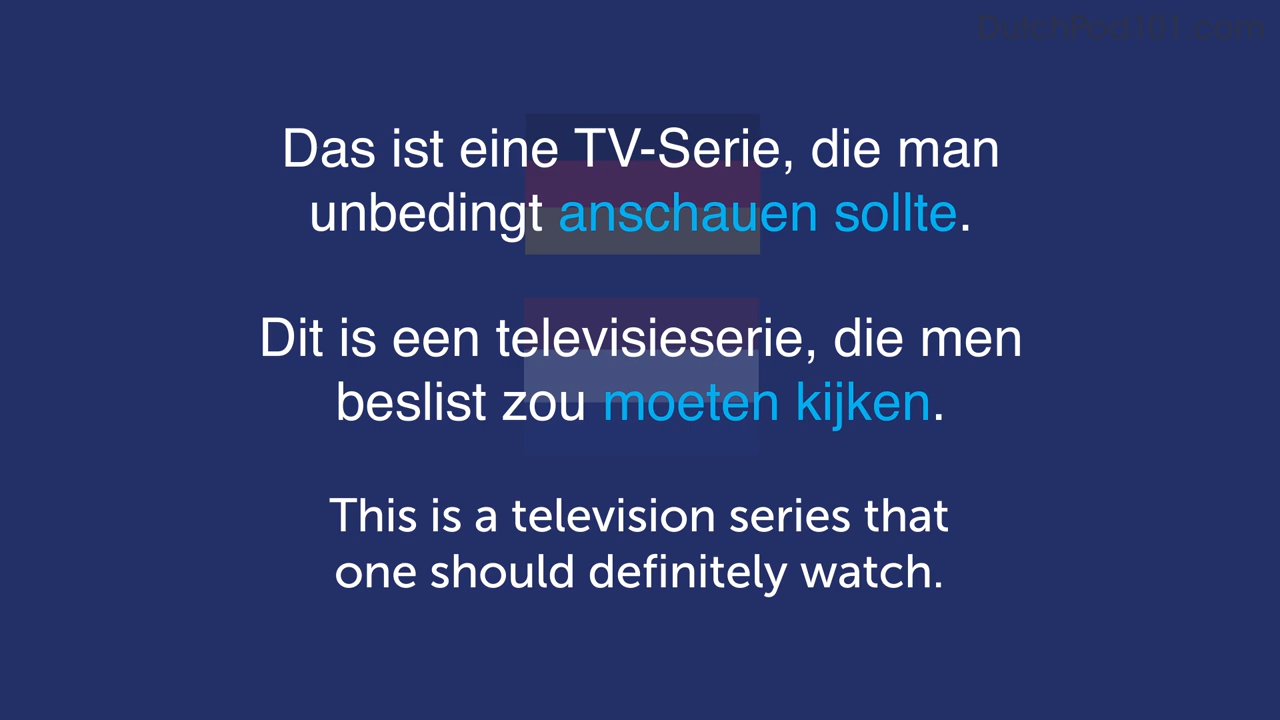 DutchPod101.com
Das ist eine TV-Serie, die man
unbedingt anschauen sollte.
Dit is een televisieserie, die men
beslist zou moeten kijken.
This is a television series that
one should definitely watch.